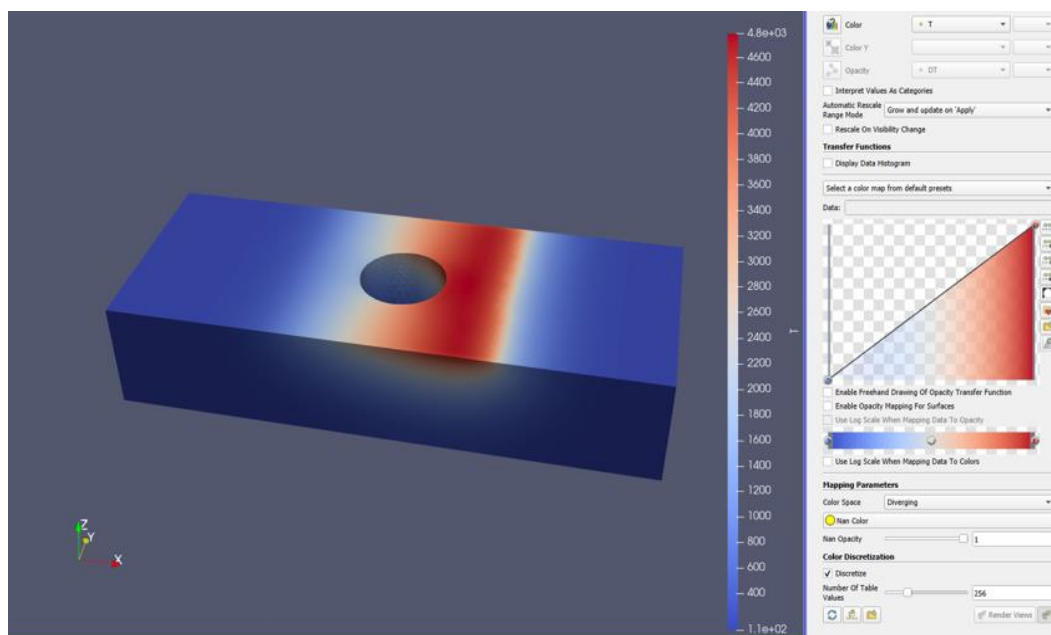 4.8e+03
4600
4400
4200
4000
3800
3600
3400
3200
3000
2800
2600
2400
2200
2000
1800
1600
1400
1200
1000
800
600
400
1.1e+02
T
Z
Y
X
Color T
Color Y
Opacity DT
Interpret Values As Categories
Automatic Rescale
Range Mode Grow and update on 'Apply'
Rescale On Visibility Change
Transfer Functions
Display Data Histogram
Select a color map from default presets
Data:
Enable Freehand Drawing Of Opacity Transfer Function
Enable Opacity Mapping For Surfaces
Use Log Scale When Mapping Data To Opacity
Use Log Scale When Mapping Data To Colors
Mapping Parameters
Color Space Diverging
Nan Color
Nan Opacity 1
Color Discretization
Discretize
Number Of Table
Values 256
Render Views